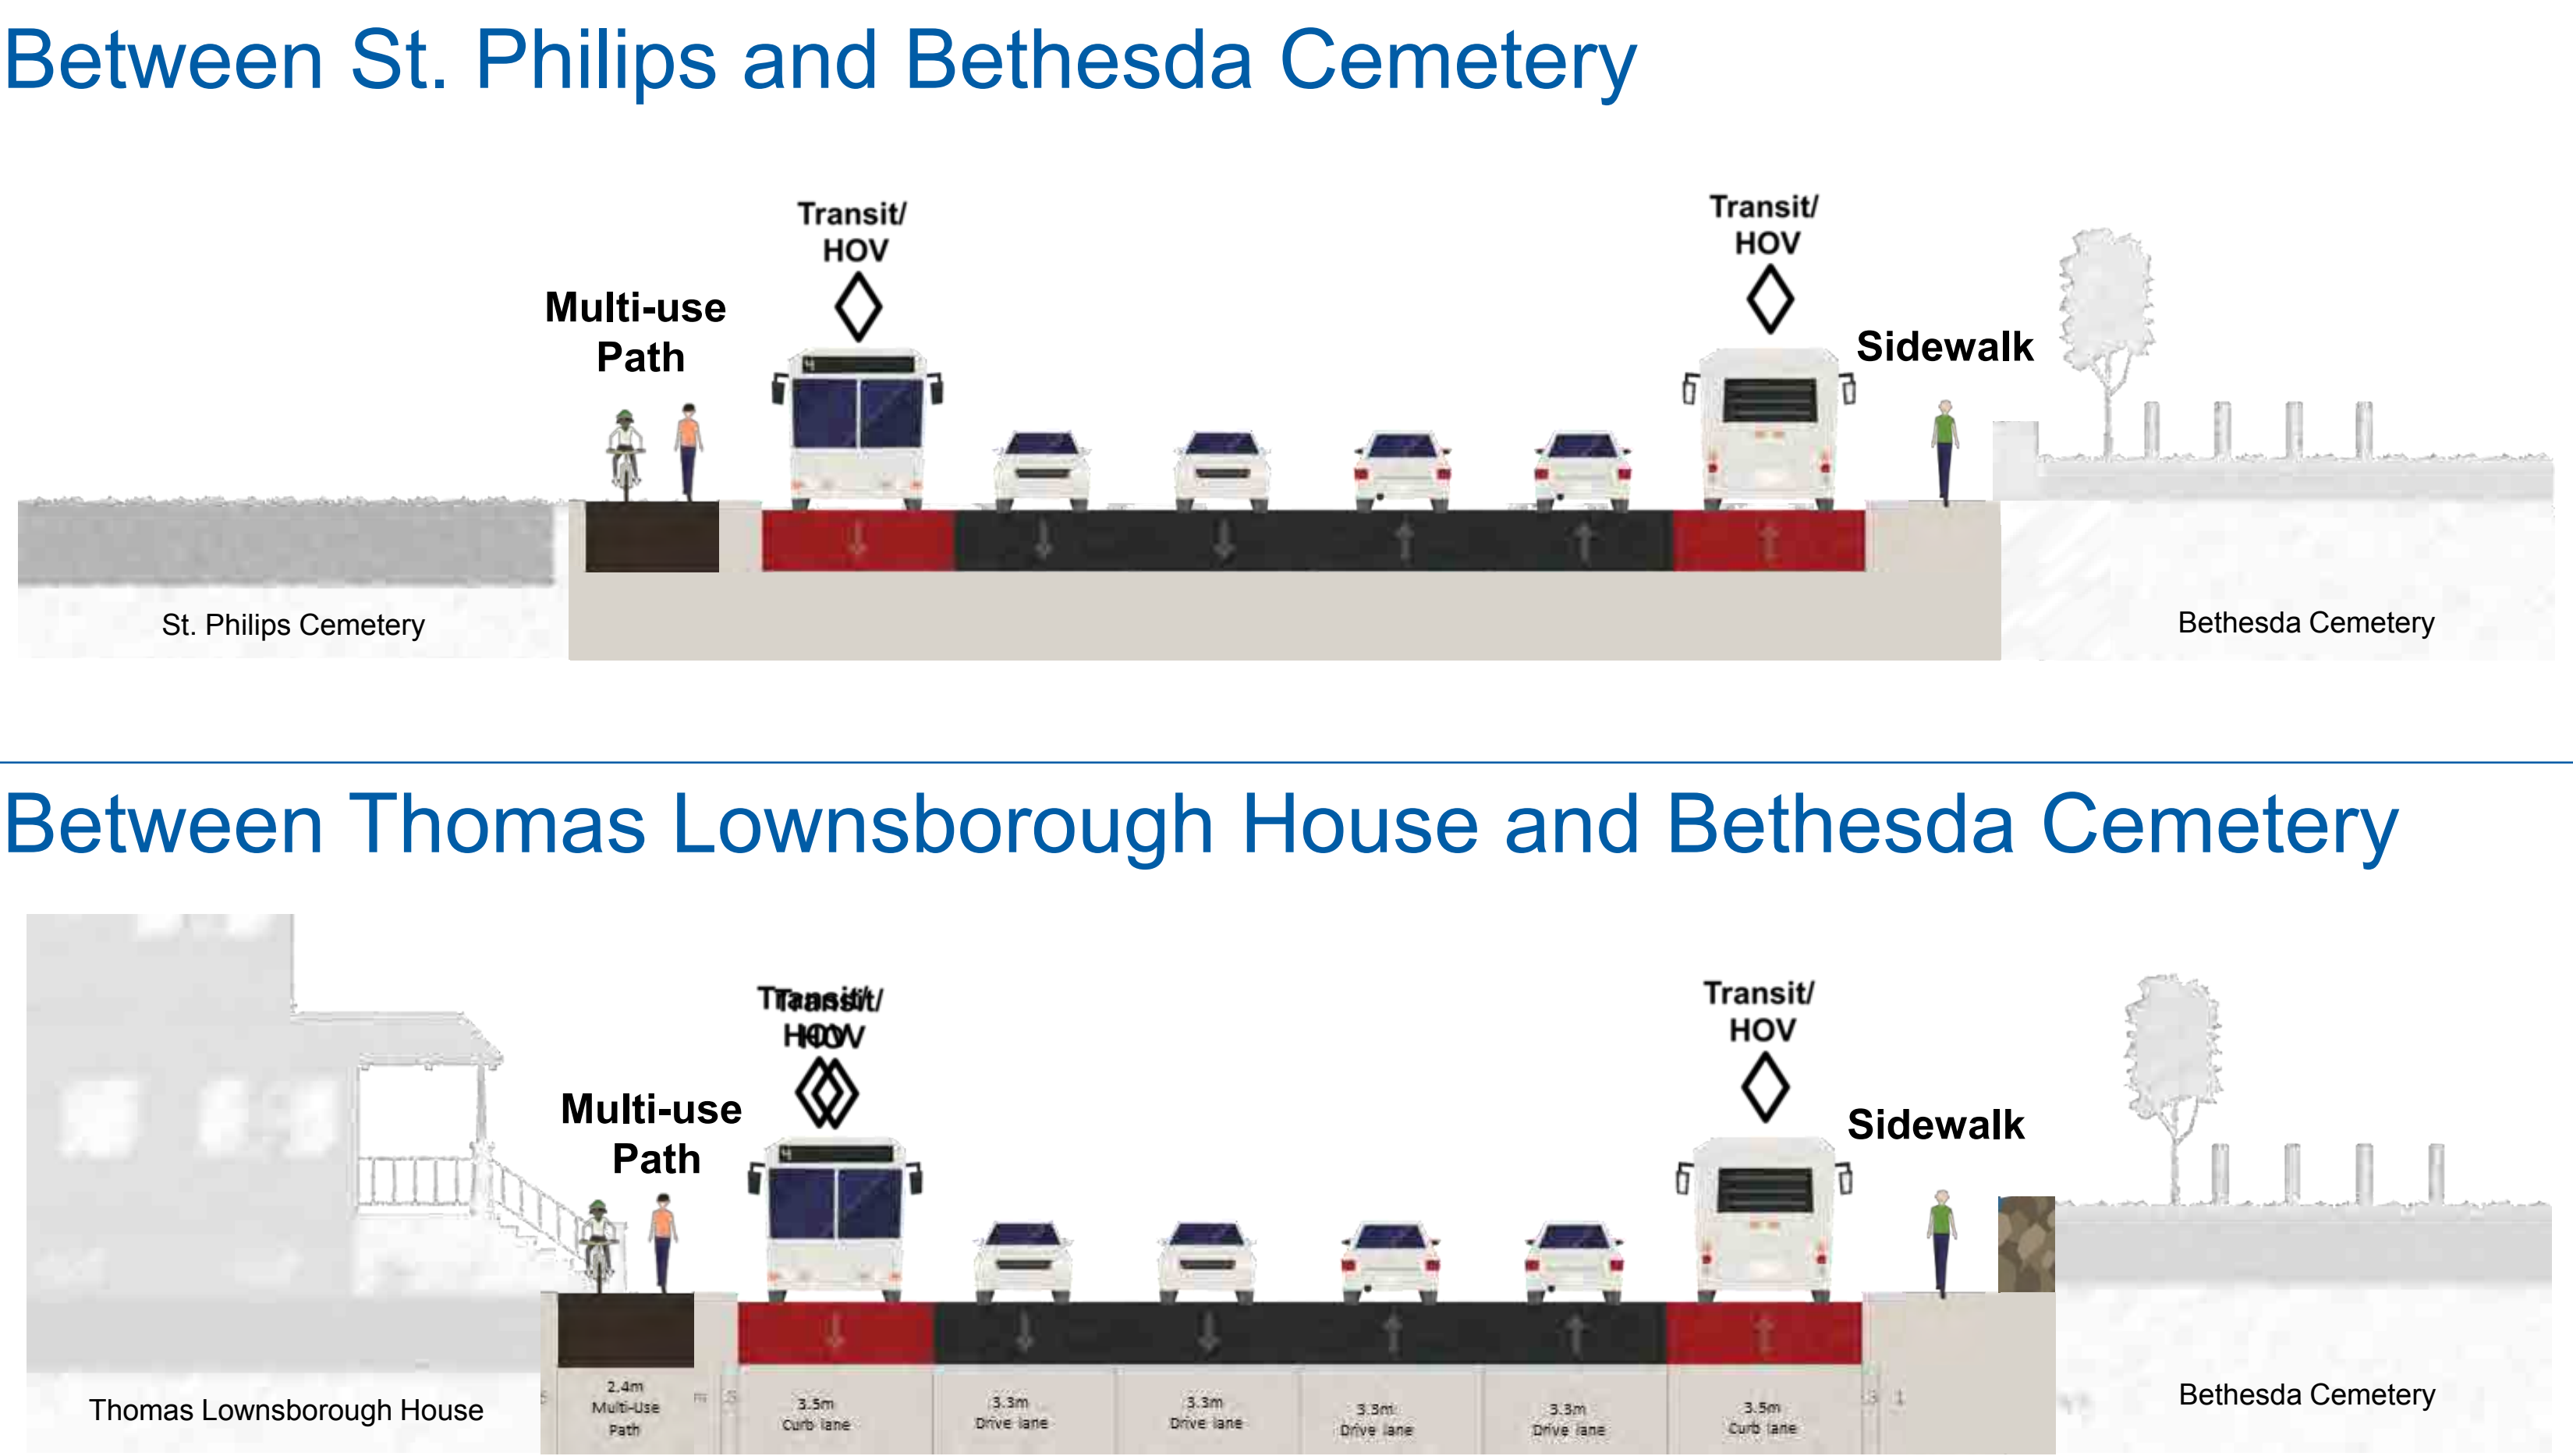 Between St. Philips and Bethesda Cemetery
Transit/
HOV
Transit/
HOV
Multi-use
Path
Sidewalk
St. Philips Cemetery
Bethesda Cemetery
Between Thomas Lownsborough House and Bethesda Cemetery
Transit/
HOV
Transit/
HOV
Transit/
HOV
Multi-use
Path
Sidewalk
Thomas Lownsborough House
2.4m
Multi-Use
Path
3.5m
Curb lane
3.3m
Drive lane
3.3m
Drive lane
3.3m
Drive lane
3.3m
Drive lane
3.5m
Curb lane
Bethesda Cemetery